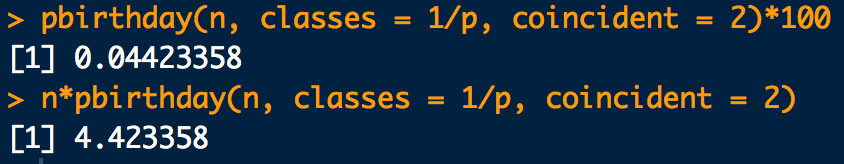 > pbirthday(n, classes = 1/p, coincident = 2)*100
[1] 0.04423358
> n*pbirthday(n, classes = 1/p, coincident = 2)
[1] 4.423358